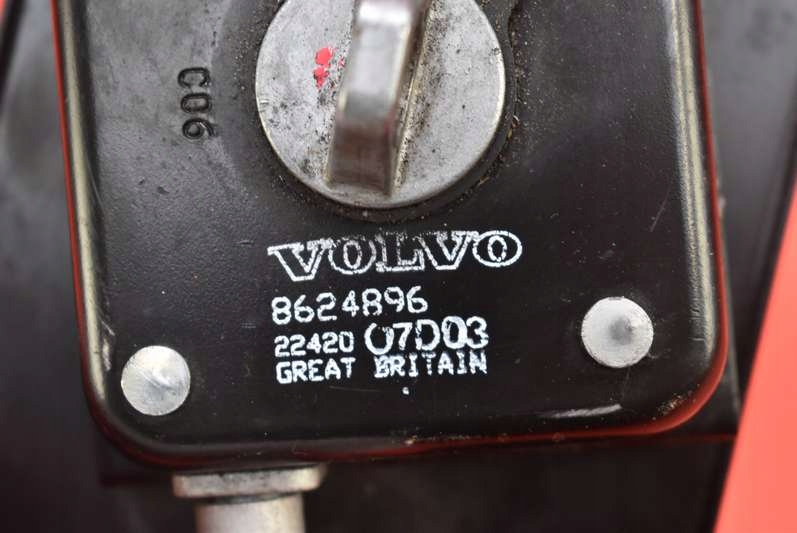 C06
VOLVO
8624896
22420 07D03
GREAT BRITAIN